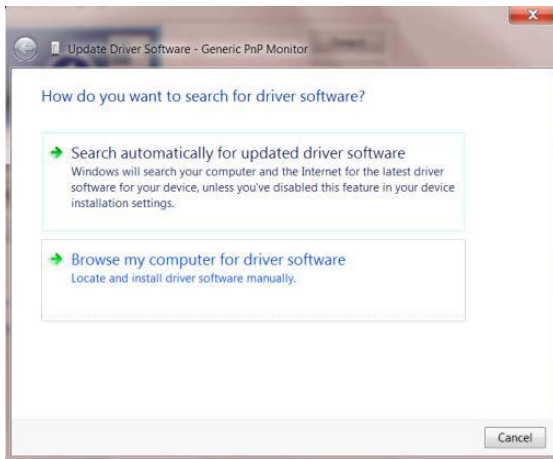 Update Driver Software - Generic PnP Monitor
How do you want to search for driver software?
Search automatically for updated driver software
Windows will search your computer and the Internet for the latest driver
software for your device, unless you've disabled this feature in your device
installation settings.
Browse my computer for driver software
Locate and install driver software manually.
Cancel